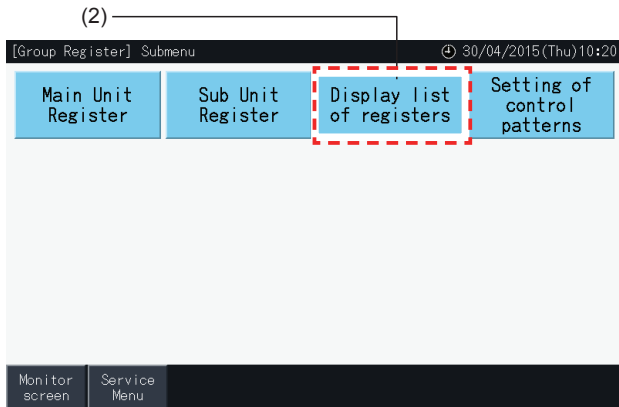 (2)
[Group Register] Submenu 30/04/2015(Thu)10:20
Main Unit
Register
Sub Unit
Register
Display list
of registers
Setting of
control
patterns
Monitor
screen
Service
Menu